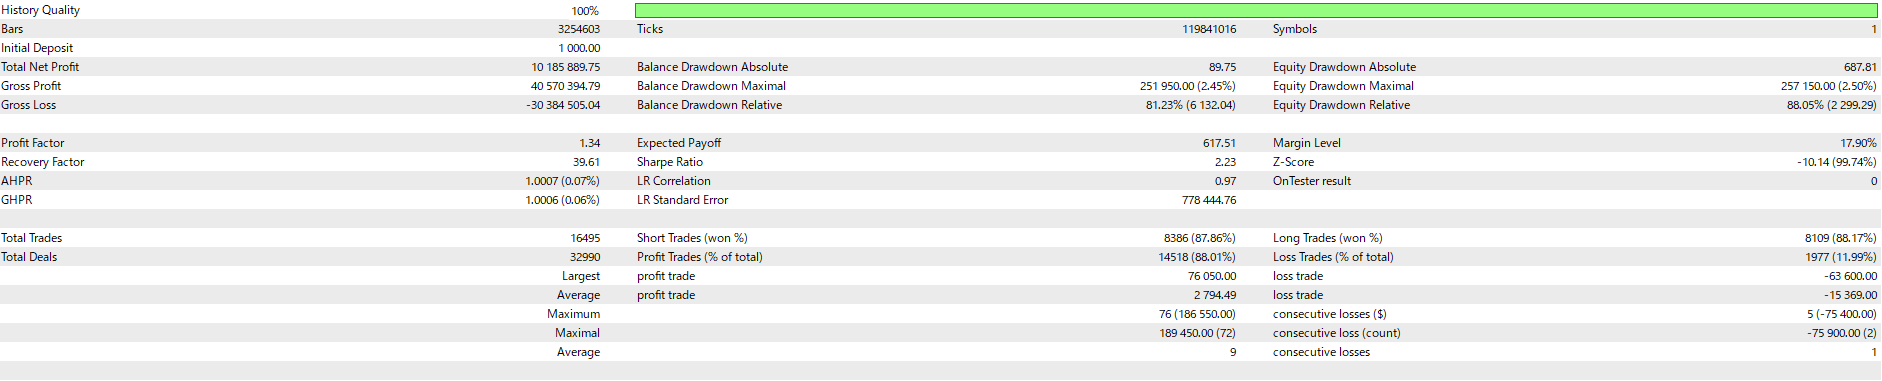 History Quality 100%
Bars 3254603 Ticks 119841016 Symbols 1
Initial Deposit 1 000.00
Total Net Profit 10 185 889.75 Balance Drawdown Absolute 89.75 Equity Drawdown Absolute 687.81
Gross Profit 40 570 394.79 Balance Drawdown Maximal 251 950.00 (2.45%) Equity Drawdown Maximal 257 150.00 (2.50%)
Gross Loss -30 384 505.04 Balance Drawdown Relative 81.23% (6 132.04) Equity Drawdown Relative 88.05% (2 299.29)
Profit Factor 1.34 Expected Payoff 617.51 Margin Level 17.90%
Recovery Factor 39.61 Sharpe Ratio 2.23 Z-Score -10.14 (99.74%)
AHPR 1.0007 (0.07%) LR Correlation 0.97 OnTester result 0
GHPR 1.0006 (0.06%) LR Standard Error 778 444.76
Total Trades 16495 Short Trades (won %) 8386 (87.86%) Long Trades (won %) 8109 (88.17%)
Total Deals 32990 Profit Trades (% of total) 14518 (88.01%) Loss Trades (% of total) 1977 (11.99%)
Largest profit trade 76 050.00 loss trade -63 600.00
Average profit trade 2 794.49 loss trade -15 369.00
Maximum 76 (186 550.00) consecutive losses ($) 5 (-75 400.00)
Maximal 189 450.00 (72) consecutive loss (count) -75 900.00 (2)
Average 9 consecutive losses 1